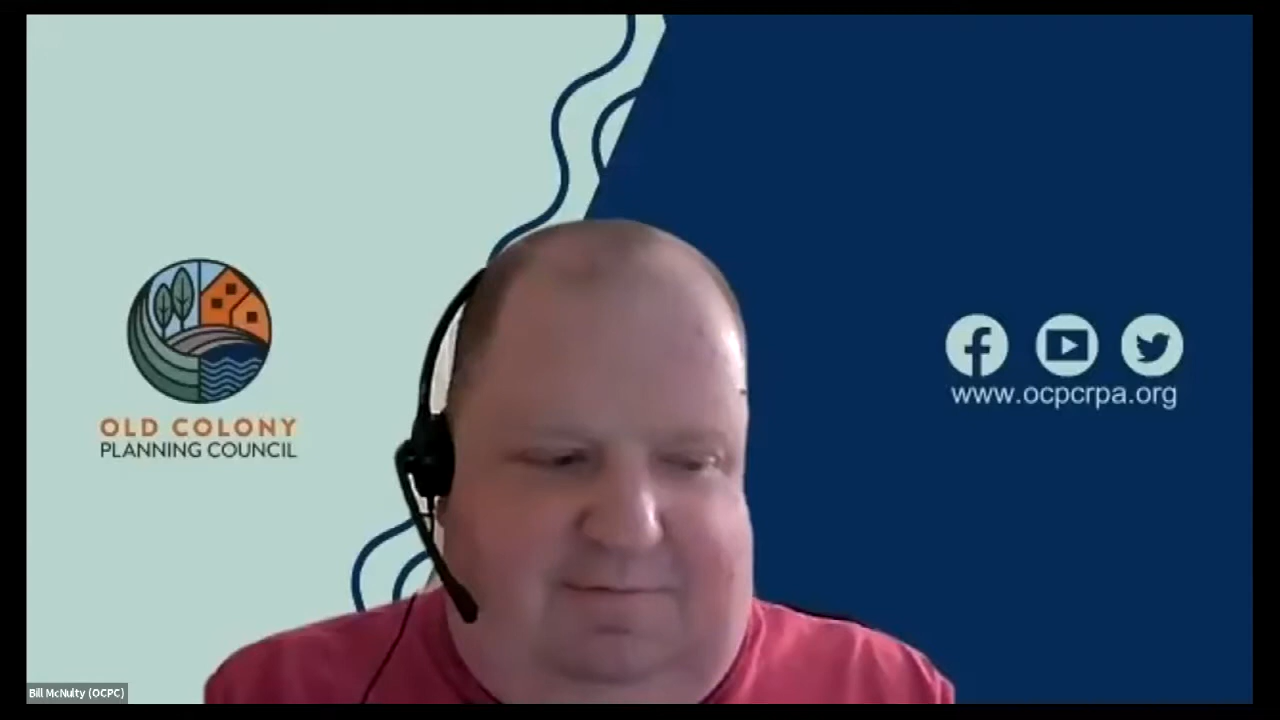 OLD COLONY
PLANNING COUNCIL
www.ocpcrpa.org
Bill McNulty (OCPC)